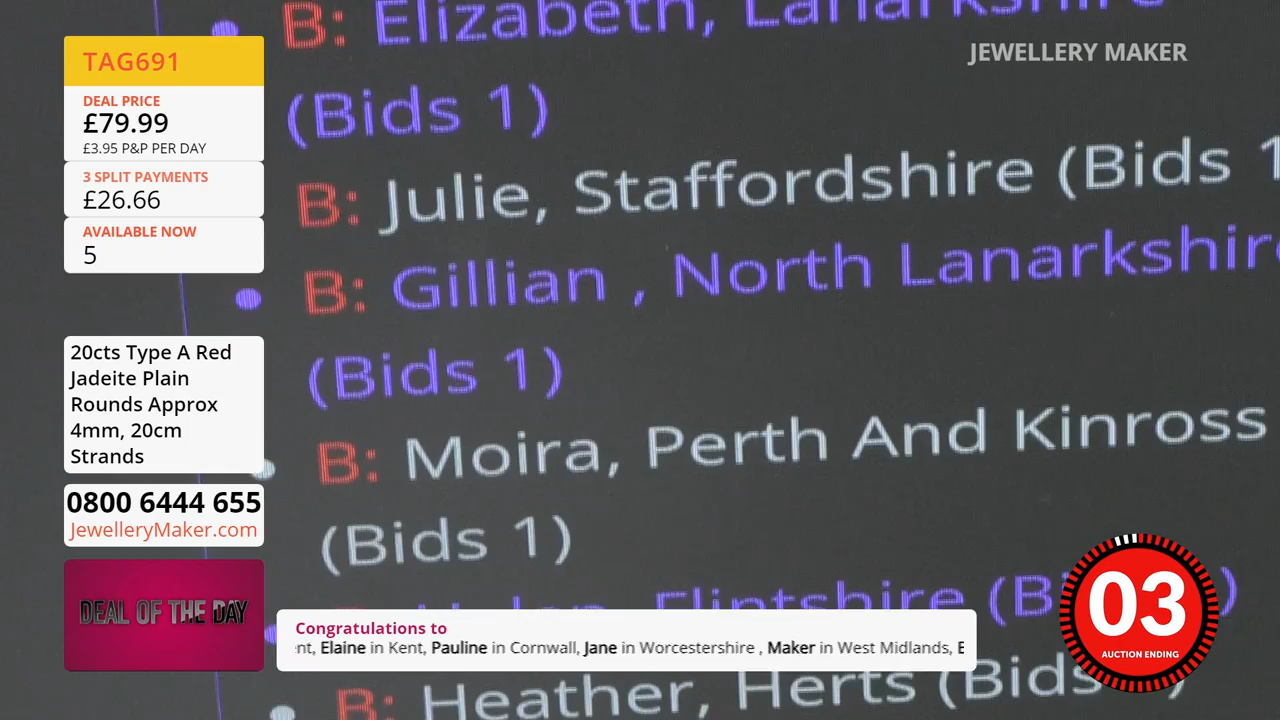 TAG691
DEAL PRICE
£79.99
£3.95 P&P PER DAY
3 SPLIT PAYMENTS
£26.66
AVAILABLE NOW
5
20cts Type A Red
Jadeite Plain
Rounds Approx
4mm, 20cm
Strands
0800 6444 655
JewelleryMaker.com
DEAL OF THE DAY
JEWELLERY MAKER
B: Elizabeth, Lanarkshire
(Bids 1)
B: Julie, Staffordshire (Bids 1
B: Gillian , North Lanarkshire
(Bids 1)
B: Moira, Perth And Kinross
(Bids 1)
Flintshire
B: Heather, Herts (Bids
Congratulations to
Elaine in Kent, Pauline in Cornwall, Jane in Worcestershire , Maker in West Midlands,
03
AUCTION ENDING